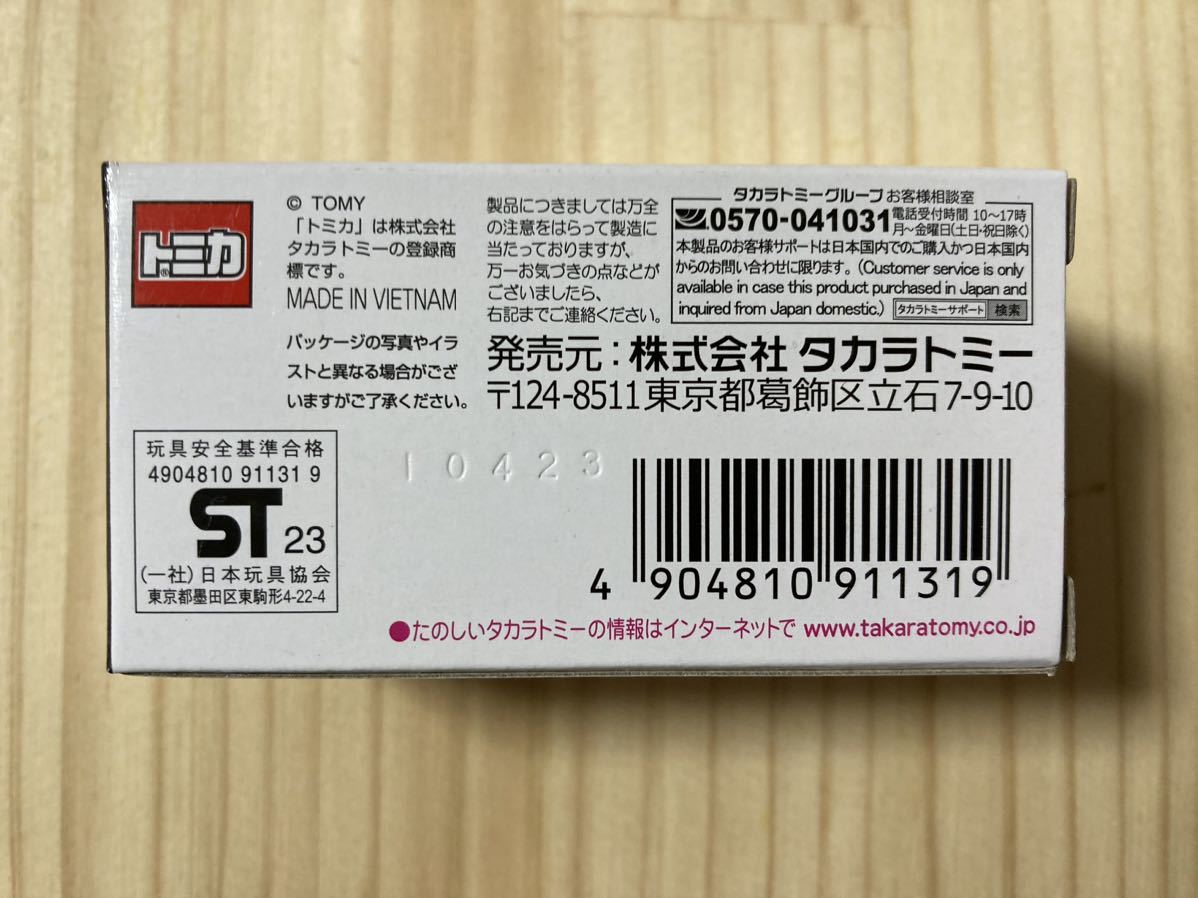 トミカ
®
© TOMY
「トミカ」は株式会社
タカラトミーの登録商
標です。
MADE IN VIETNAM
パッケージの写真やイラ
ストと異なる場合がござ
いますがご了承ください。
製品につきましては万全
の注意をはらって製造に
当たっておりますが、
万一お気づきの点などが
ございましたら、
右記までご連絡ください。
タカラトミーグループお客様相談室
0570-041031 電話受付時間 10〜17時
月〜金曜日(土日・祝日除く)
本製品のお客様サポートは日本国内でのご購入かつ日本国内
からのお問い合わせに限ります。(Customer service is only
available in case this product purchased in Japan and
inquired from Japan domestic.) タカラトミーサポート 検索
発売元:株式会社 タカラトミー
〒124-8511東京都葛飾区立石7-9-10
玩具安全基準合格
4904810 91131 9
ST 23
(一社)日本玩具協会
東京都墨田区東駒形4-22-4
10423
4 904810 911319
●たのしいタカラトミーの情報はインターネットで www.takaratomy.co.jp